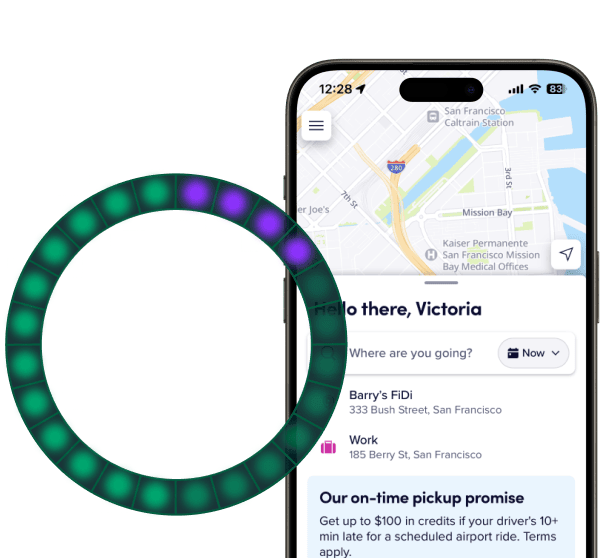 12:28
83
San Francisco
Caltrain Station
280
3rd St
7th St
er Joe's
Mission Bay
Kaiser Permanente
San Francisco Mission
Bay Medical Offices
Hello there, Victoria
Where are you going?
Now
Barry's FiDi
333 Bush Street, San Francisco
Work
185 Berry St, San Francisco
Our on-time pickup promise
Get up to $100 in credits if your driver's 10+
min late for a scheduled airport ride. Terms
apply.